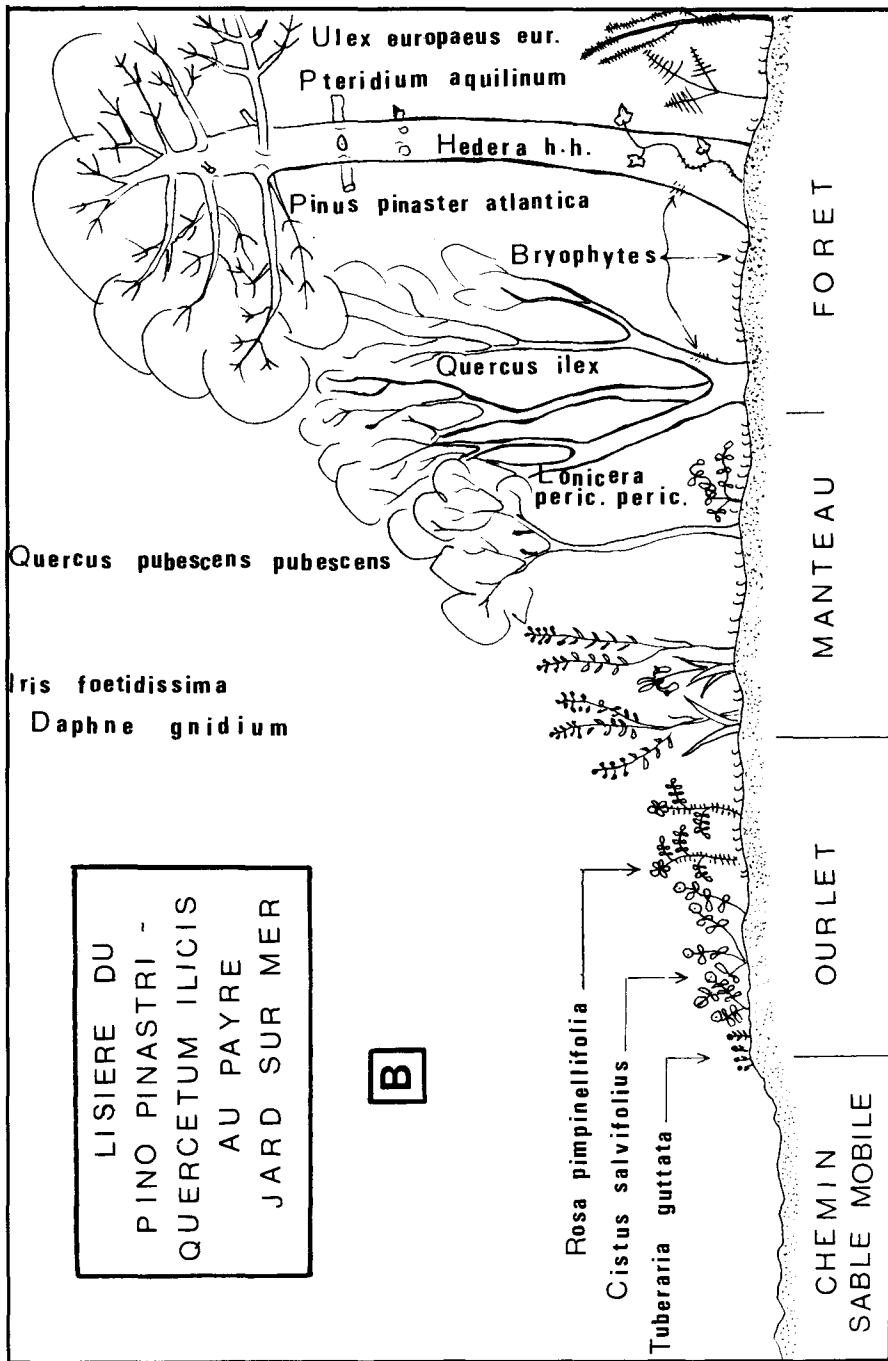 LISIERE DU
PINO PINASTRI -
QUERCETUM ILICIS
AU PAYRE
JARD SUR MER
B
Ulex europaeus eur.
Pteridium aquilinum
Hedera h.h.
Pinus pinaster atlantica
Bryophytes
Quercus ilex
Lonicera
peric. peric.
Quercus pubescens pubescens
Iris foetidissima
Daphne gnidium
Rosa pimpinellifolia
Cistus salvifolius
Tuberaria guttata
CHEMIN
SABLE MOBILE
OURLET
MANTEAU
FORET